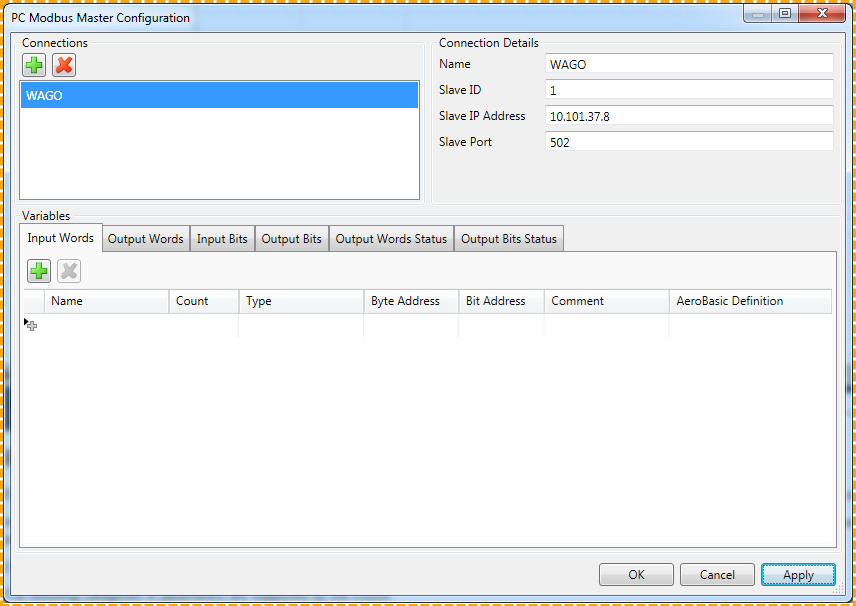 PC Modbus Master Configuration
Connections
WAGO
Connection Details
Name WAGO
Slave ID 1
Slave IP Address 10.101.37.8
Slave Port 502
Variables
Input Words Output Words Input Bits Output Bits Output Words Status Output Bits Status
Name Count Type Byte Address Bit Address Comment AeroBasic Definition
OK Cancel Apply